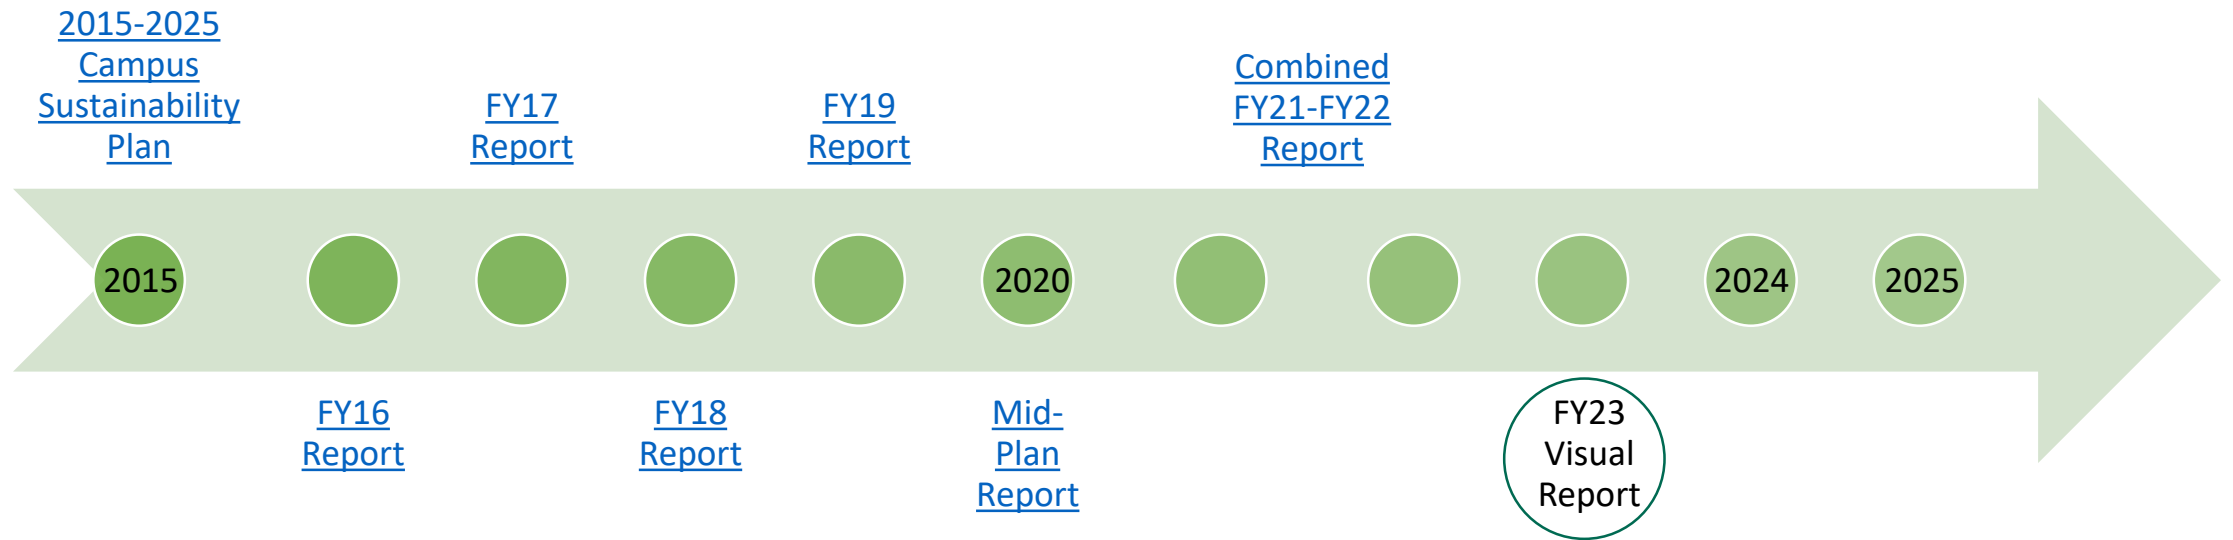 2015-2025
Campus
Sustainability
Plan
FY17
Report
FY19
Report
Combined
FY21-FY22
Report
2015
2020
2024
2025
FY16
Report
FY18
Report
Mid-
Plan
Report
FY23
Visual
Report